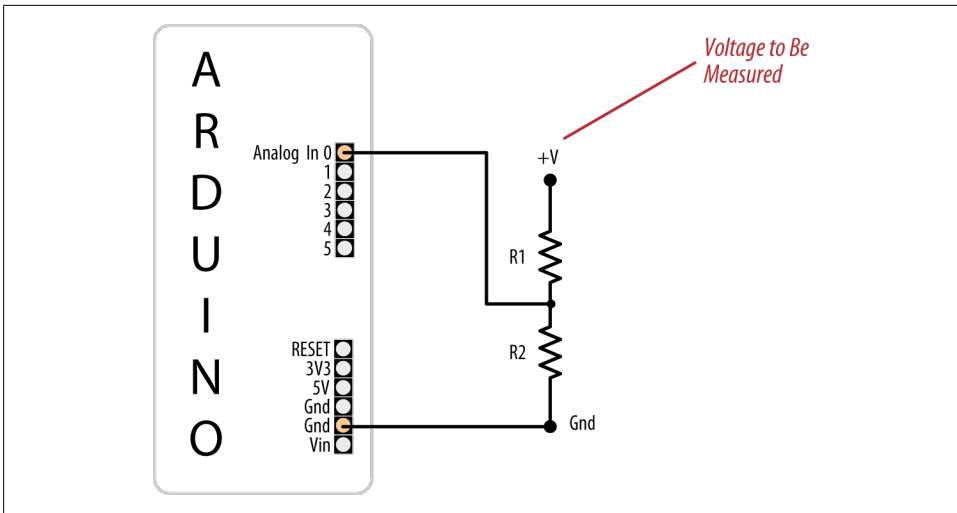 ARDUINO
Analog In 0
1
2
3
4
5
RESET
3V3
5V
Gnd
Gnd
Vin
Voltage to Be
Measured
+V
R1
R2
Gnd